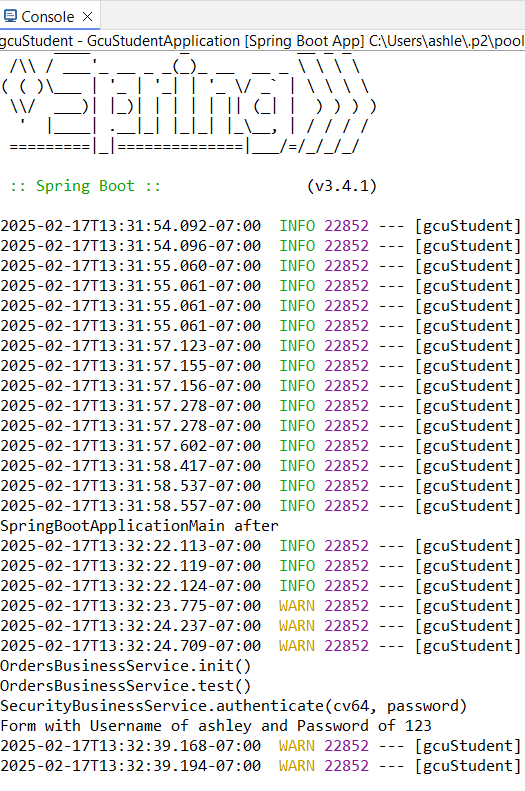 Console
gcuStudent - GcuStudentApplication [Spring Boot App] C:\Users\ashle\.p2\pool
 /\\ / ___'_ __ _ _(_)_ __  __ _ \ \ \ \
( ( )\___ | '_ | '_| | '_ \/ _` | \ \ \ \
 \\/  ___)| |_)| | | | | || (_| |  ) ) ) )
  '  |____| .__|_| |_|_| |_\__, | / / / /
 =========|_|==============|___/=/_/_/_/
 :: Spring Boot ::                (v3.4.1)
2025-02-17T13:31:54.092-07:00  INFO 22852 --- [gcuStudent]
2025-02-17T13:31:54.096-07:00  INFO 22852 --- [gcuStudent]
2025-02-17T13:31:55.060-07:00  INFO 22852 --- [gcuStudent]
2025-02-17T13:31:55.061-07:00  INFO 22852 --- [gcuStudent]
2025-02-17T13:31:55.061-07:00  INFO 22852 --- [gcuStudent]
2025-02-17T13:31:55.061-07:00  INFO 22852 --- [gcuStudent]
2025-02-17T13:31:57.123-07:00  INFO 22852 --- [gcuStudent]
2025-02-17T13:31:57.155-07:00  INFO 22852 --- [gcuStudent]
2025-02-17T13:31:57.156-07:00  INFO 22852 --- [gcuStudent]
2025-02-17T13:31:57.278-07:00  INFO 22852 --- [gcuStudent]
2025-02-17T13:31:57.278-07:00  INFO 22852 --- [gcuStudent]
2025-02-17T13:31:57.602-07:00  INFO 22852 --- [gcuStudent]
2025-02-17T13:31:58.417-07:00  INFO 22852 --- [gcuStudent]
2025-02-17T13:31:58.537-07:00  INFO 22852 --- [gcuStudent]
2025-02-17T13:31:58.557-07:00  INFO 22852 --- [gcuStudent]
SpringBootApplicationMain after
2025-02-17T13:32:22.113-07:00  INFO 22852 --- [gcuStudent]
2025-02-17T13:32:22.119-07:00  INFO 22852 --- [gcuStudent]
2025-02-17T13:32:22.124-07:00  INFO 22852 --- [gcuStudent]
2025-02-17T13:32:23.775-07:00  WARN 22852 --- [gcuStudent]
2025-02-17T13:32:24.237-07:00  WARN 22852 --- [gcuStudent]
2025-02-17T13:32:24.709-07:00  WARN 22852 --- [gcuStudent]
OrdersBusinessService.init()
OrdersBusinessService.test()
SecurityBusinessService.authenticate(cv64, password)
Form with Username of ashley and Password of 123
2025-02-17T13:32:39.168-07:00  WARN 22852 --- [gcuStudent]
2025-02-17T13:32:39.194-07:00  WARN 22852 --- [gcuStudent]